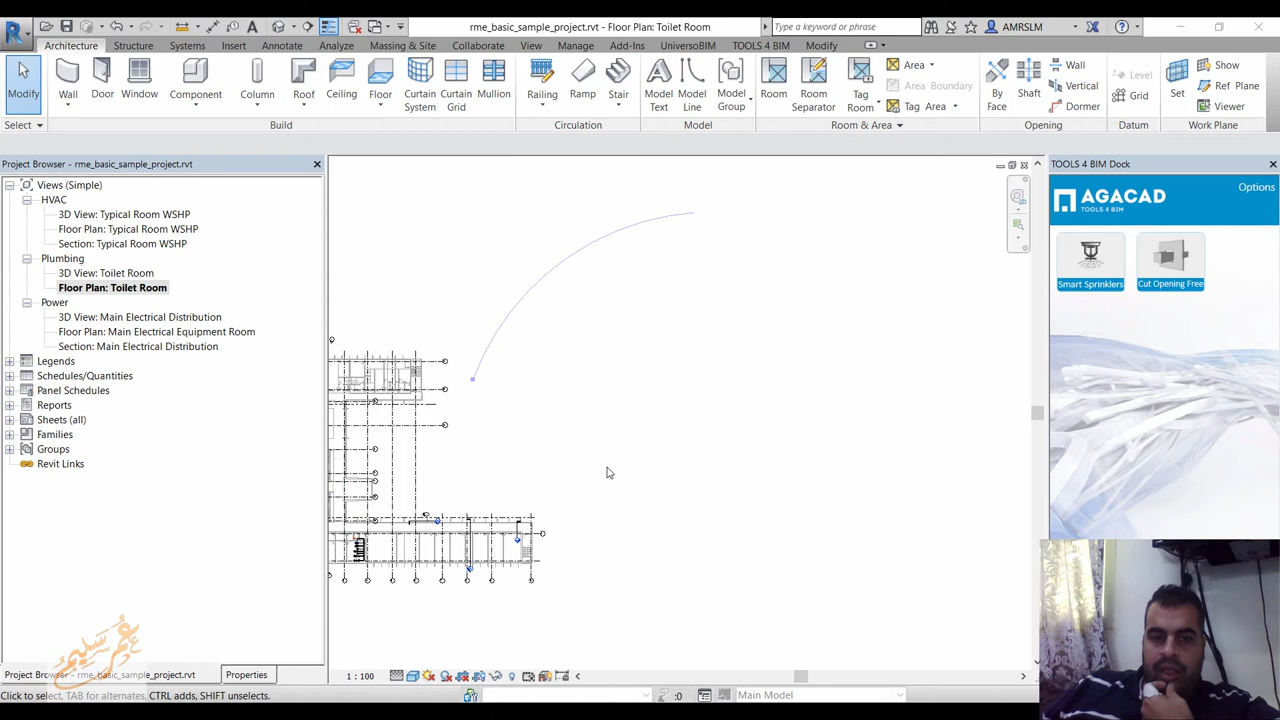 rme_basic_sample_project.rvt - Floor Plan: Toilet Room
Type a keyword or phrase
AMRSLM
Architecture Structure Systems Insert Annotate Analyze Massing & Site Collaborate View Manage Add-Ins UniversoBIM TOOLS 4 BIM Modify
Modify
Wall
Door
Window
Component
Column
Roof
Ceiling
Floor
Curtain System
Curtain Grid
Mullion
Railing
Ramp
Stair
Model Text
Model Line
Model Group
Room
Room Separator
Tag Room
Area
Area Boundary
Tag Area
By Face
Shaft
Wall
Vertical
Dormer
Level
Grid
Set
Show
Ref Plane
Viewer
Select
Build
Circulation
Model
Room & Area
Opening
Datum
Work Plane
Project Browser - rme_basic_sample_project.rvt
Views (Simple)
HVAC
3D View: Typical Room WSHP
Floor Plan: Typical Room WSHP
Section: Typical Room WSHP
Plumbing
3D View: Toilet Room
Floor Plan: Toilet Room
Power
3D View: Main Electrical Distribution
Floor Plan: Main Electrical Equipment Room
Section: Main Electrical Distribution
Legends
Schedules/Quantities
Panel Schedules
Reports
Sheets (all)
Families
Groups
Revit Links
TOOLS 4 BIM Dock
Options
AGACAD
TOOLS 4 BIM
Smart Sprinklers
Cut Opening Free
عمر سليم
Project Browser - rme_basic_sample_project.rvt
Properties
1 : 100
Click to select, TAB for alternates, CTRL adds, SHIFT unselects.
:0
Main Model